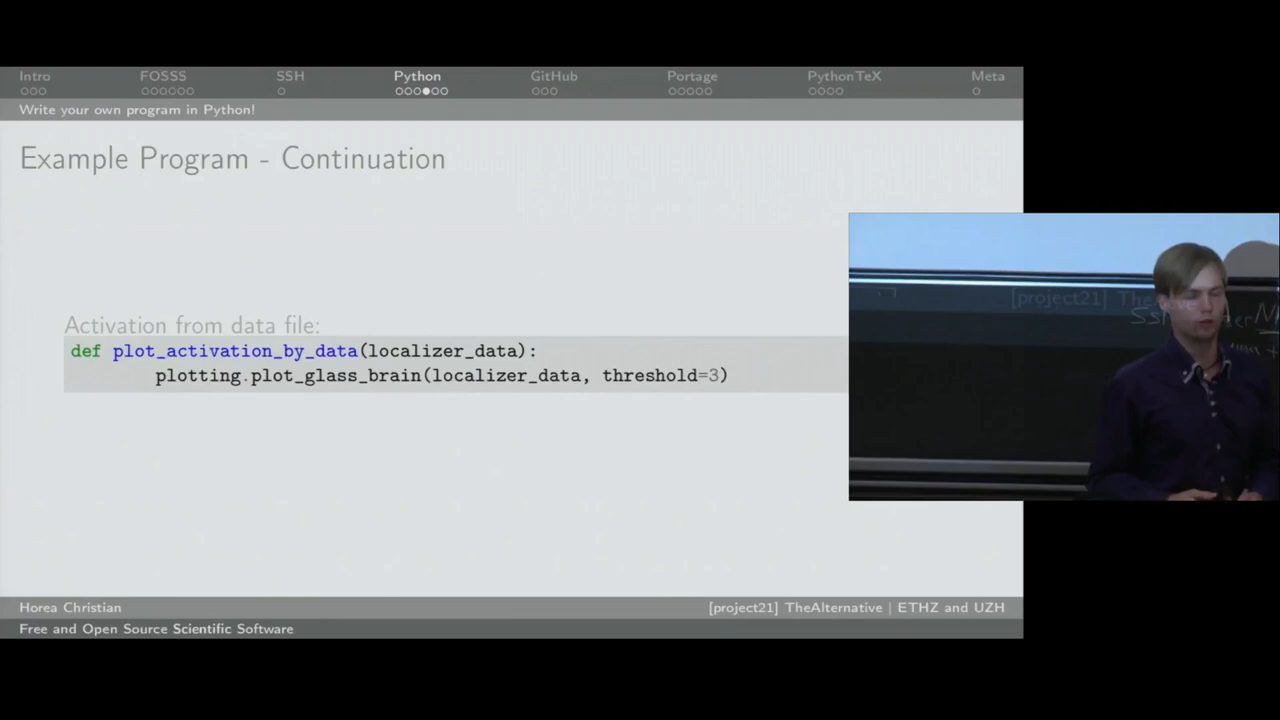 Intro FOSSS SSH Python GitHub Portage PythonTeX Meta
Write your own program in Python!
Example Program - Continuation
Activation from data file:
def plot_activation_by_data(localizer_data):
plotting.plot_glass_brain(localizer_data, threshold=3)
[project21] The
Horea Christian [project21] TheAlternative | ETHZ and UZH
Free and Open Source Scientific Software